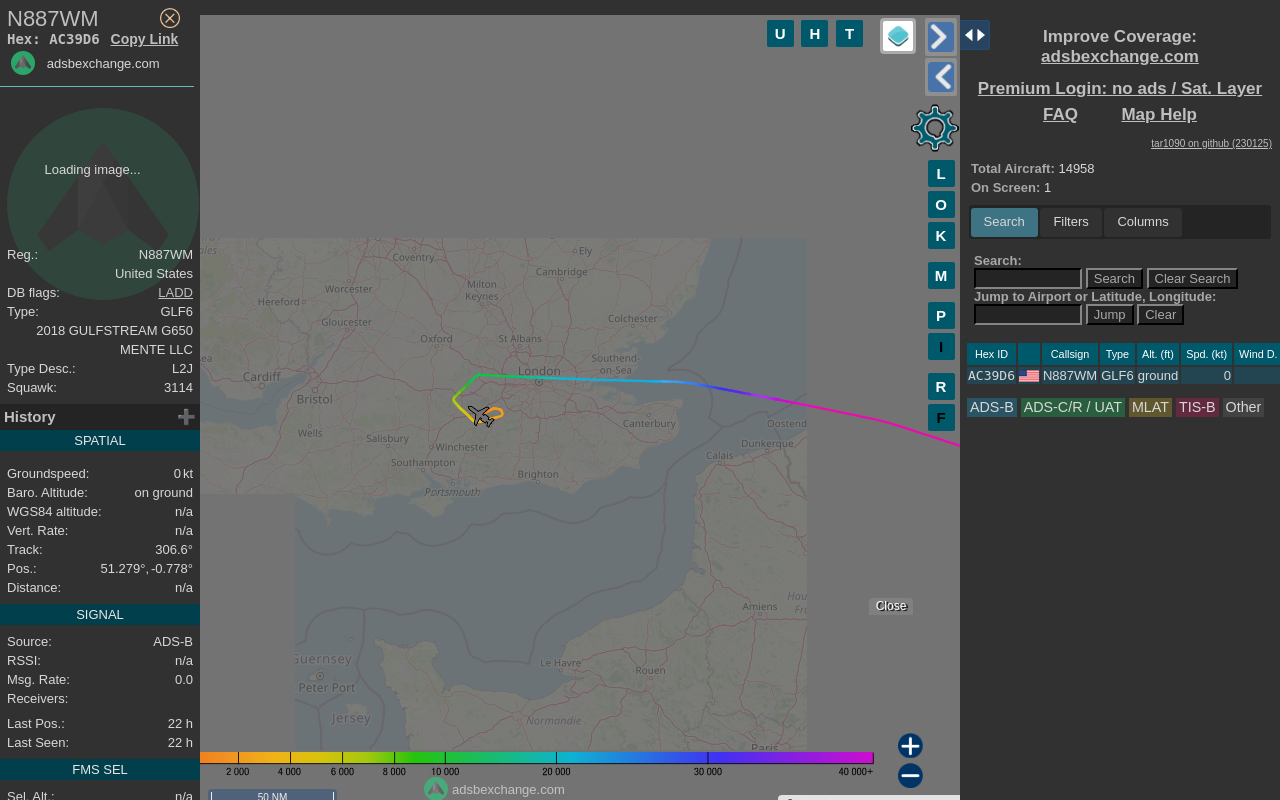 N887WM
Hex: AC39D6 Copy Link
adsbexchange.com
Loading image...
Reg.: N887WM
United States
DB flags: LADD
Type: GLF6
2018 GULFSTREAM G650
MENTE LLC
Type Desc.: L2J
Squawk: 3114
History
SPATIAL
Groundspeed: 0 kt
Baro. Altitude: on ground
WGS84 altitude: n/a
Vert. Rate: n/a
Track: 306.6°
Pos.: 51.279°, -0.778°
Distance: n/a
SIGNAL
Source: ADS-B
RSSI: n/a
Msg. Rate: 0.0
Receivers:
Last Pos.: 22 h
Last Seen: 22 h
FMS SEL
Sel. Alt.: n/a
U H T
L
O
K
M
P
I
R
F
Coventry
Ely
Cambridge
Worcester
Milton
Keynes
Hereford
Gloucester
Colchester
Oxford
St Albans
Southend
-on-Sea
London
Cardiff
Bristol
Wells
Salisbury
Winchester
Canterbury
Oostend
Dunkerque
Calais
Southampton
Brighton
Portsmouth
Amiens
Guernsey
Peter Port
Le Havre
Rouen
Jersey
Normandie
Paris
Close
2 000 4 000 6 000 8 000 10 000 20 000 30 000 40 000+
adsbexchange.com
50 NM
Improve Coverage:
adsbexchange.com
Premium Login: no ads / Sat. Layer
FAQ Map Help
tar1090 on github (230125)
Total Aircraft: 14958
On Screen: 1
Search Filters Columns
Search:
Search Clear Search
Jump to Airport or Latitude, Longitude:
Jump Clear
Hex ID Callsign Type Alt. (ft) Spd. (kt) Wind D.
AC39D6 N887WM GLF6 ground 0
ADS-B ADS-C/R / UAT MLAT TIS-B Other